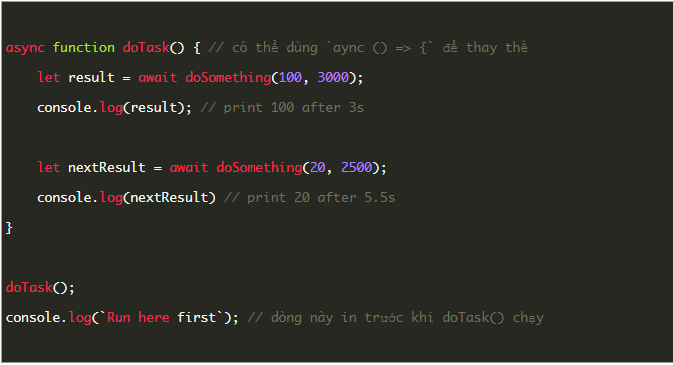 async function doTask() { // có thể dùng `aync () => {` để thay thế
let result = await doSomething(100, 3000);
console.log(result); // print 100 after 3s
let nextResult = await doSomething(20, 2500);
console.log(nextResult) // print 20 after 5.5s
}
doTask();
console.log(`Run here first`); // dòng này in trước khi doTask() chạy